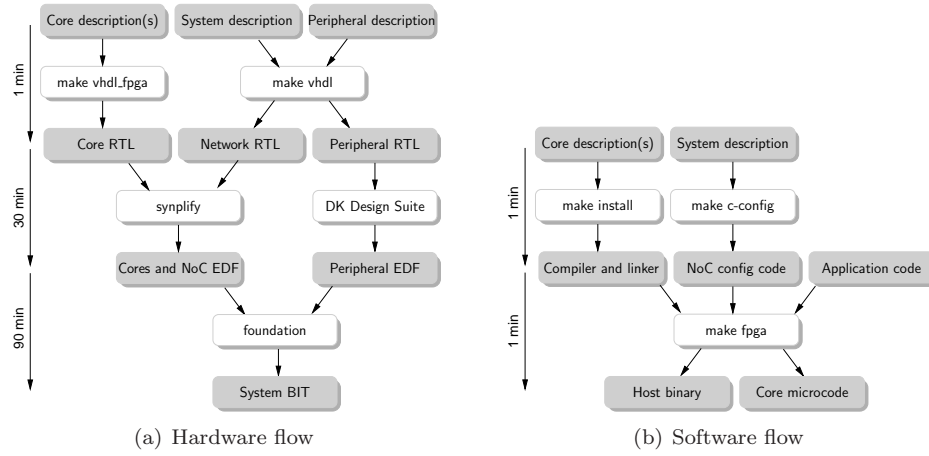 Core description(s)
System description
Peripheral description
1 min
make vhdl_fpga
make vhdl
Core RTL
Network RTL
Peripheral RTL
30 min
synplify
DK Design Suite
Cores and NoC EDF
Peripheral EDF
90 min
foundation
System BIT
(a) Hardware flow
Core description(s)
System description
1 min
make install
make c-config
Compiler and linker
NoC config code
Application code
1 min
make fpga
Host binary
Core microcode
(b) Software flow